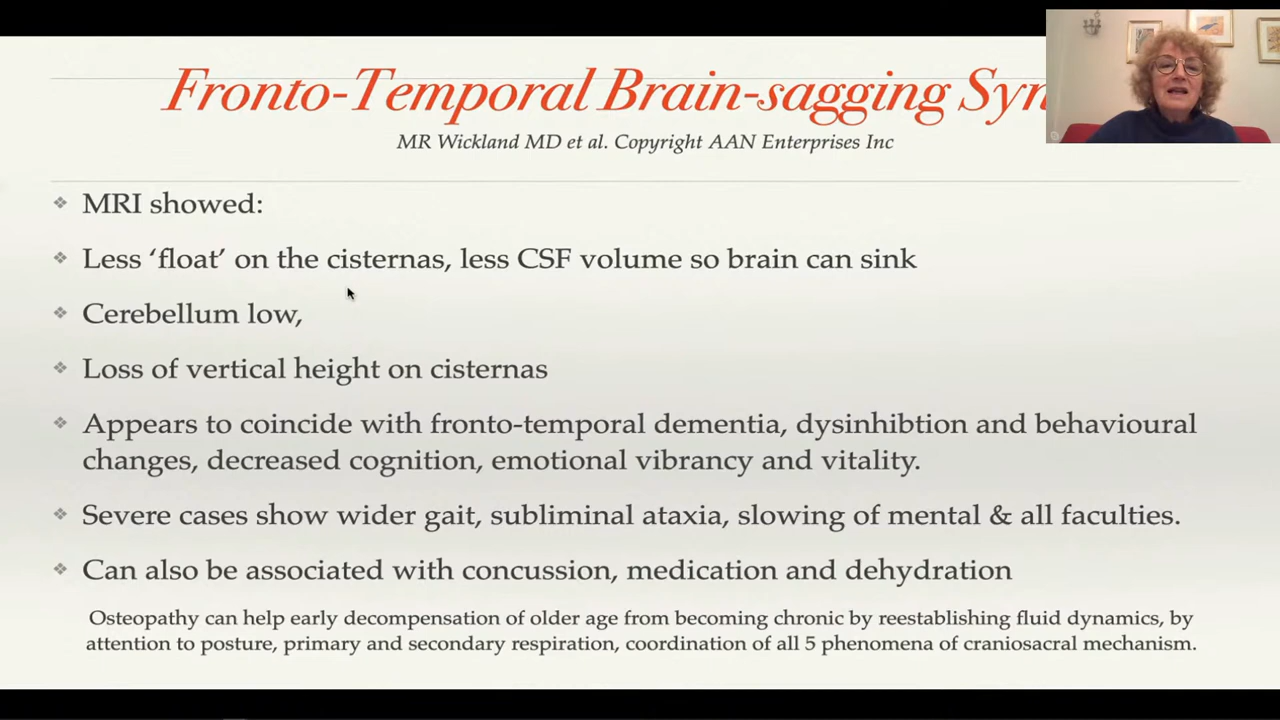 Fronto-Temporal Brain-sagging Syn
MR Wickland MD et al. Copyright AAN Enterprises Inc
MRI showed:
Less ‘float’ on the cisternas, less CSF volume so brain can sink
Cerebellum low,
Loss of vertical height on cisternas
Appears to coincide with fronto-temporal dementia, dysinhibtion and behavioural
changes, decreased cognition, emotional vibrancy and vitality.
Severe cases show wider gait, subliminal ataxia, slowing of mental & all faculties.
Can also be associated with concussion, medication and dehydration
Osteopathy can help early decompensation of older age from becoming chronic by reestablishing fluid dynamics, by
attention to posture, primary and secondary respiration, coordination of all 5 phenomena of craniosacral mechanism.